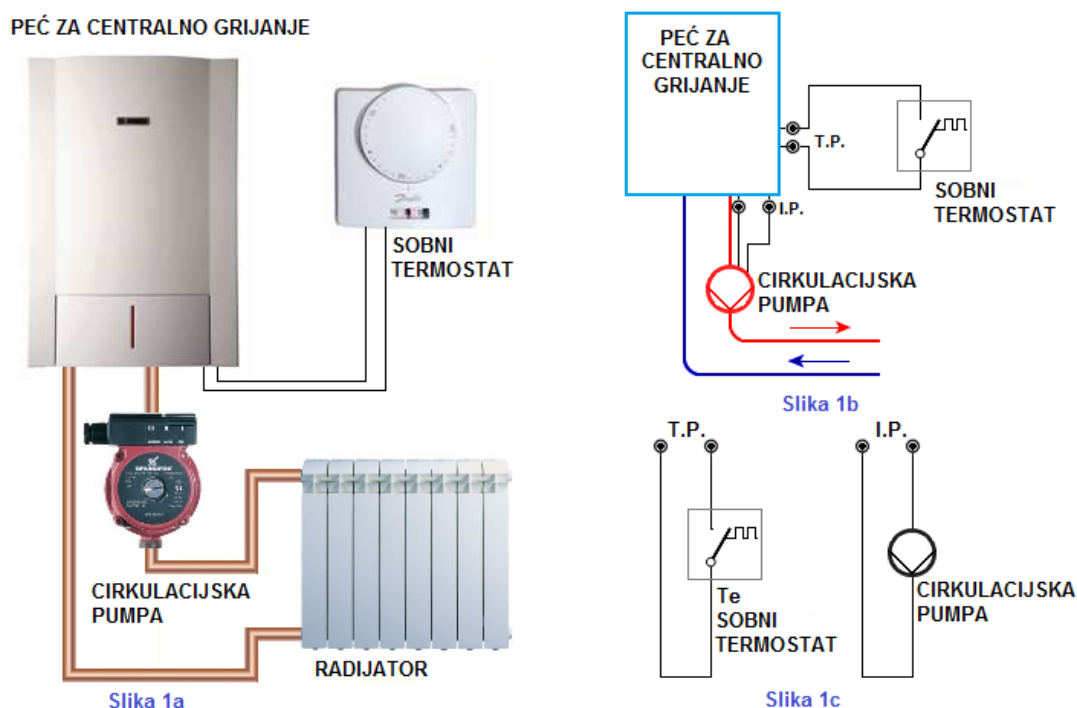 PEĆ ZA CENTRALNO GRIJANJE
SOBNI
TERMOSTAT
CIRKULACIJSKA
PUMPA
RADIJATOR
Slika 1a
PEĆ ZA
CENTRALNO
GRIJANJE
T.P.
SOBNI
TERMOSTAT
I.P.
CIRKULACIJSKA
PUMPA
Slika 1b
T.P.
I.P.
Te
SOBNI
TERMOSTAT
CIRKULACIJSKA
PUMPA
Slika 1c